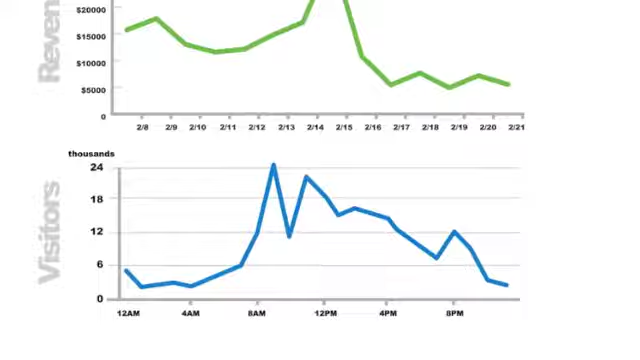 Reven
$20000
$15000
$10000
$5000
0
2/8 2/9 2/10 2/11 2/12 2/13 2/14 2/15 2/16 2/17 2/18 2/19 2/20 2/21
thousands
Visitors
24
18
12
6
0
12AM 4AM 8AM 12PM 4PM 8PM